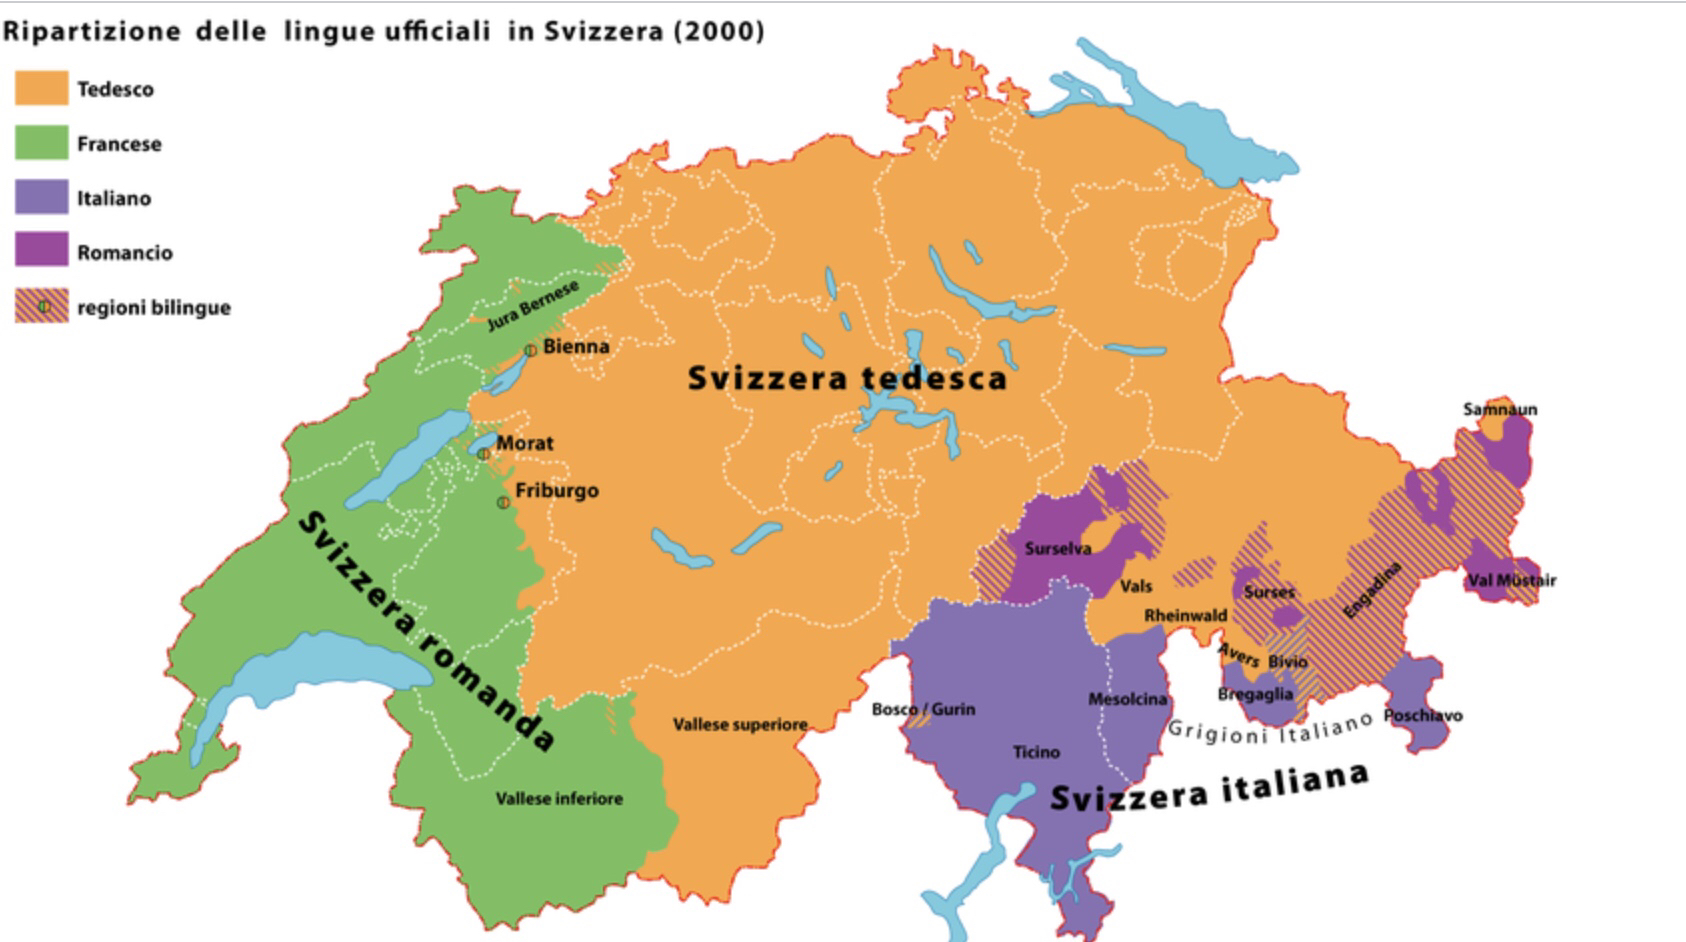 Ripartizione delle lingue ufficiali in Svizzera (2000)
Tedesco
Francese
Italiano
Romancio
regioni bilingue
Jura Bernese
Bienna
Svizzera tedesca
Samnaun
Morat
Friburgo
Svizzera romanda
Surselva
Vals
Surses
Engadina
Val Müstair
Rheinwald
Avers
Bivio
Bregaglia
Mesolcina
Bosco / Gurin
Poschiavo
Grigioni Italiano
Vallese superiore
Ticino
Svizzera italiana
Vallese inferiore